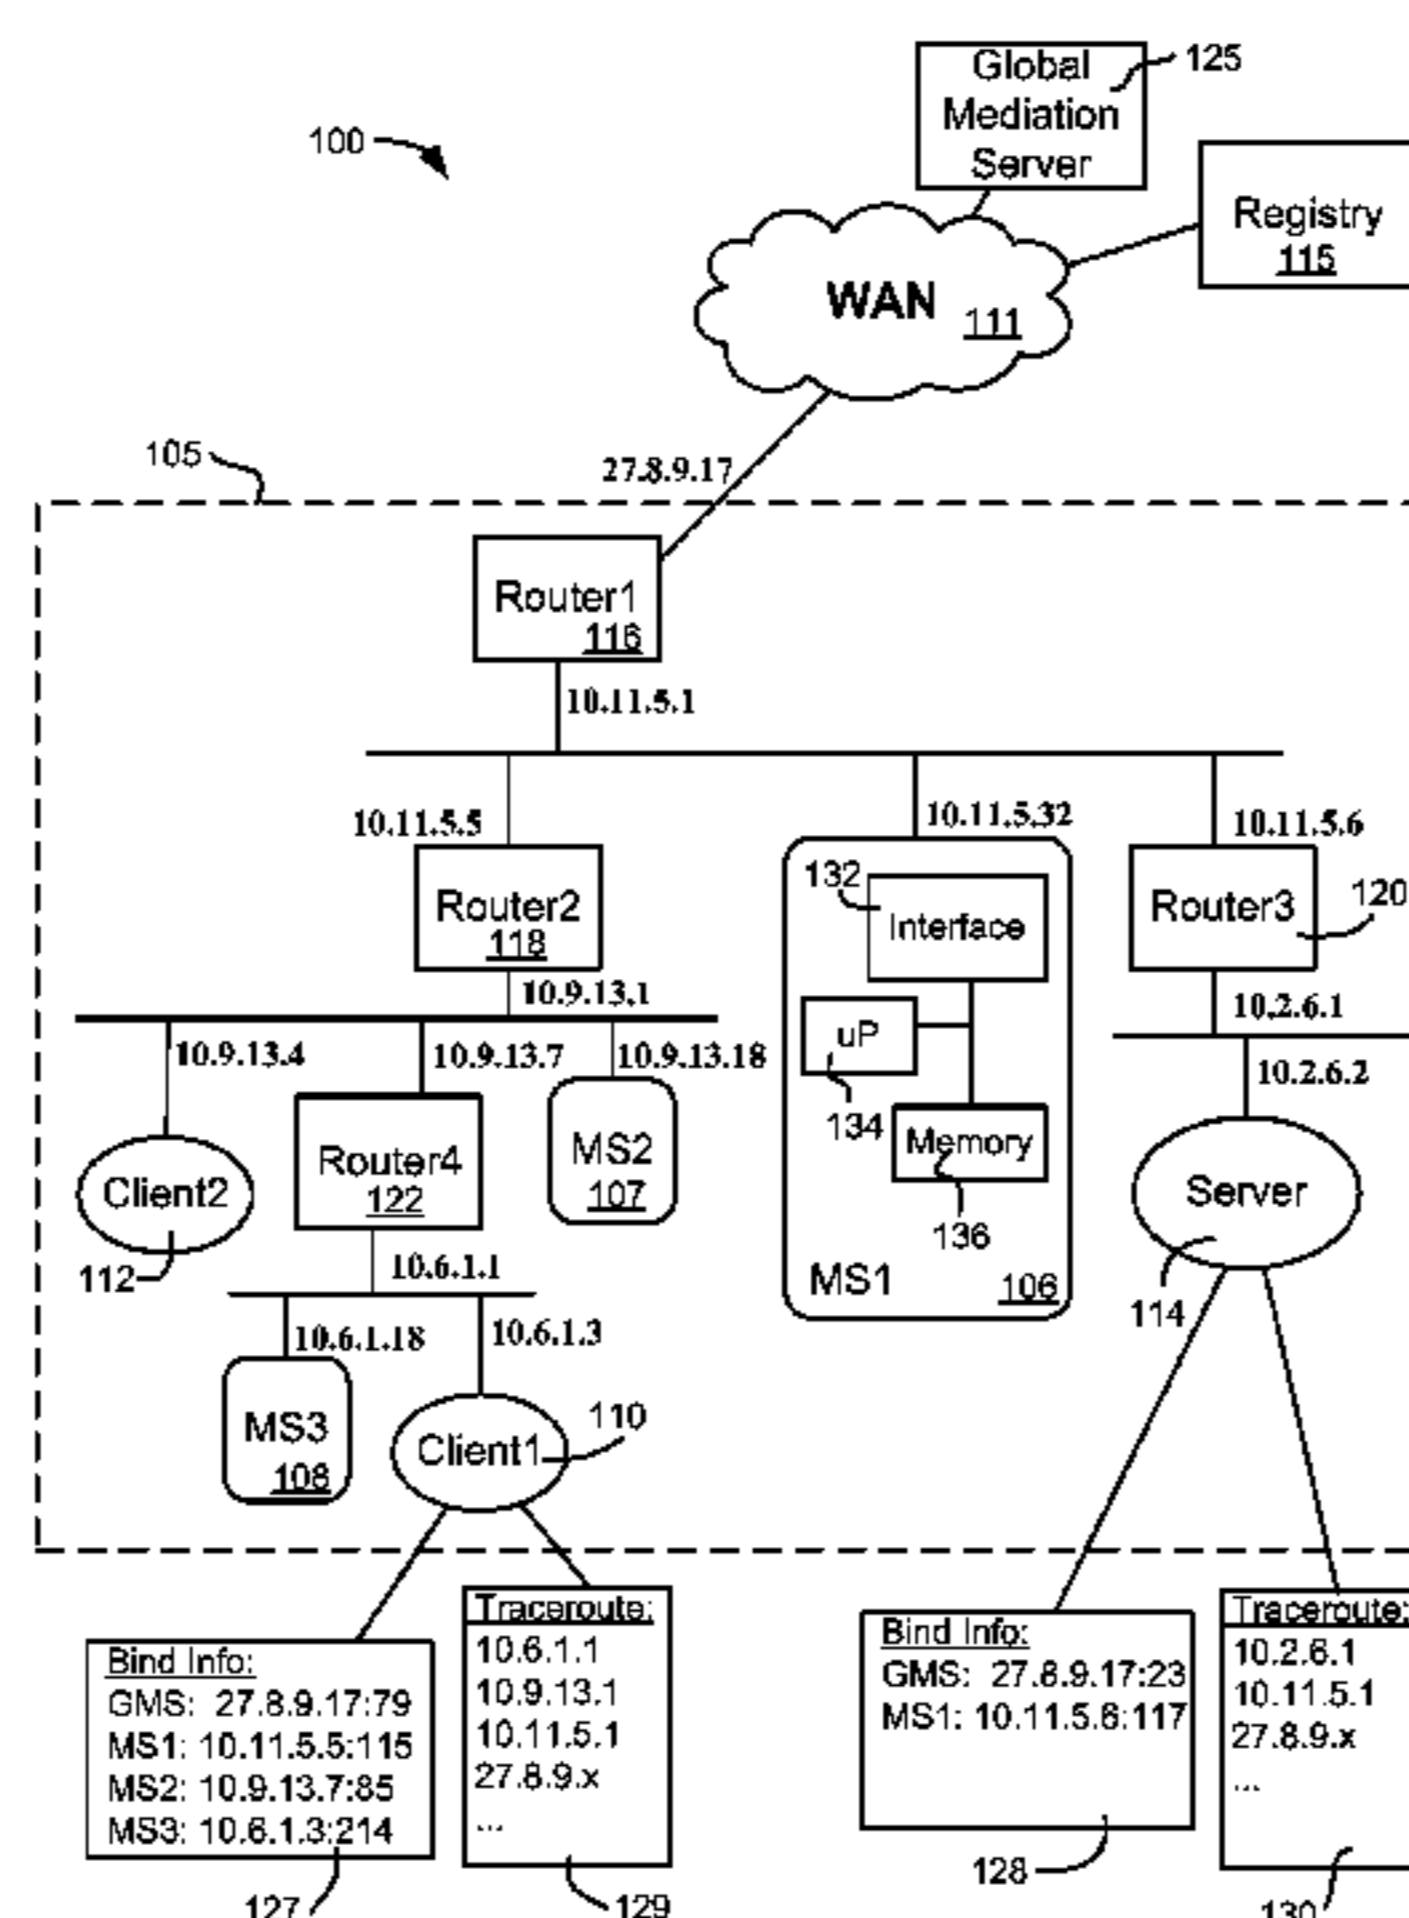 Global
Mediation
Server
125
100
Registry
115
WAN
111
105
27.8.9.17
Router1
116
10.11.5.1
10.11.5.5
10.11.5.32
10.11.5.6
Router2
118
132
Interface
Router3
120
10.9.13.1
uP
10.2.6.1
10.9.13.4
10.9.13.7
10.9.13.18
10.2.6.2
134
Memory
Router4
122
MS2
107
Client2
Server
136
112
10.6.1.1
MS1
106
114
10.6.1.18
10.6.1.3
MS3
108
Client1
110
Traceroute:
10.6.1.1
10.9.13.1
10.11.5.1
27.8.9.x
...
Bind Info:
GMS: 27.8.9.17:79
MS1: 10.11.5.5:115
MS2: 10.9.13.7:85
MS3: 10.6.1.3:214
Bind Info:
GMS: 27.8.9.17:23
MS1: 10.11.5.6:117
Traceroute:
10.2.6.1
10.11.5.1
27.8.9.x
...
127
129
128
130